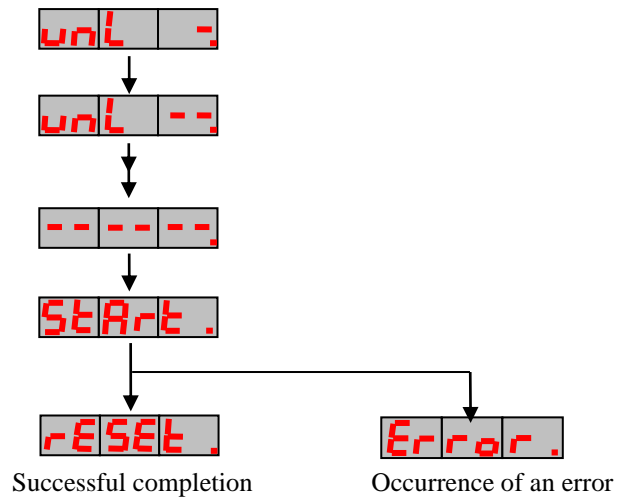 unL -.
unL --.
------.
StArt.
rESEt.
Error.
Successful completion
Occurrence of an error